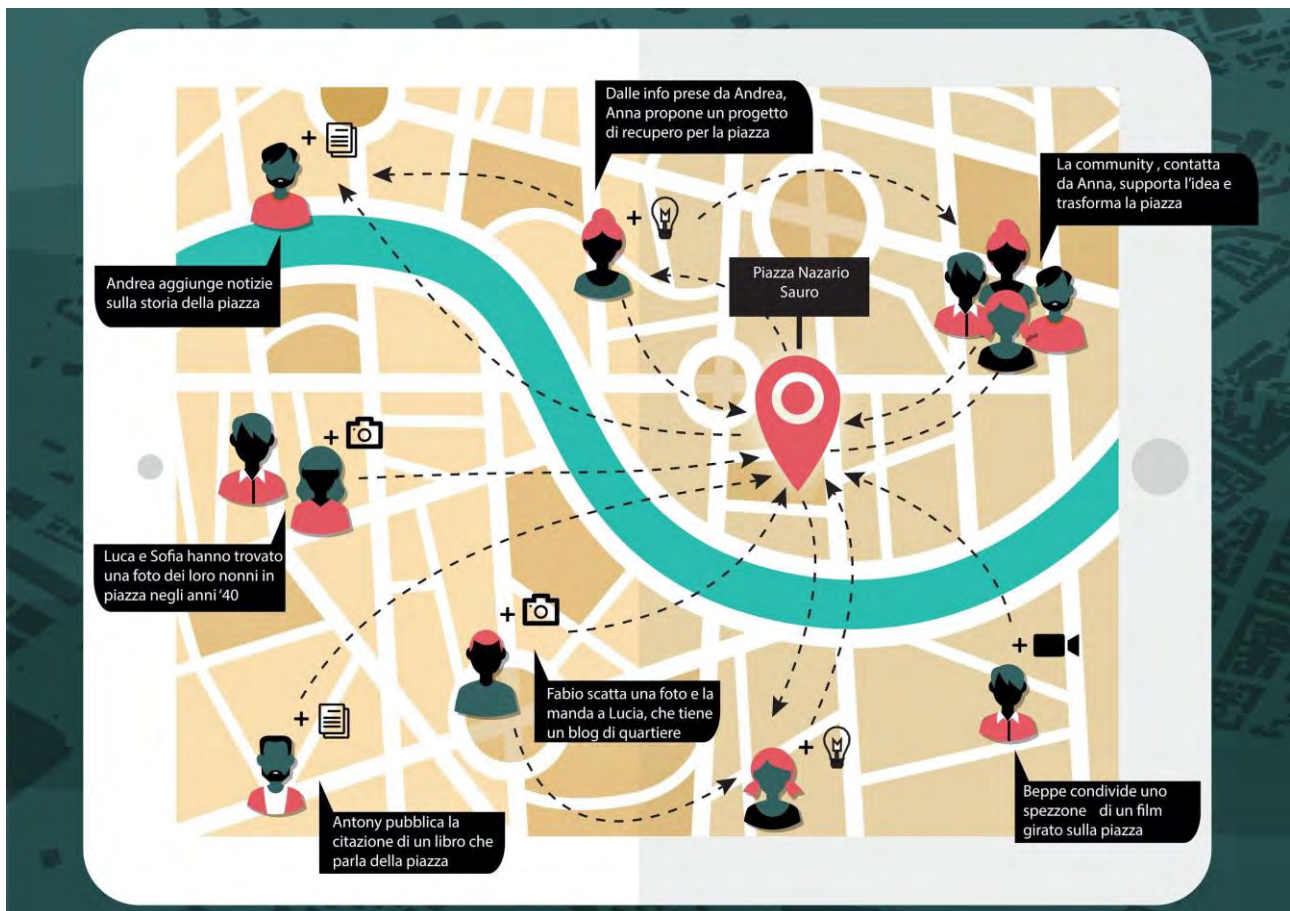 Dalle info prese da Andrea,
Anna propone un progetto
di recupero per la piazza
La community , contatta
da Anna, supporta l'idea e
trasforma la piazza
Andrea aggiunge notizie
sulla storia della piazza
Piazza Nazario
Sauro
Luca e Sofia hanno trovato
una foto dei loro nonni in
piazza negli anni '40
Fabio scatta una foto e la
manda a Lucia, che tiene
un blog di quartiere
Antony pubblica la
citazione di un libro che
parla della piazza
Beppe condivide uno
spezzone di un film
girato sulla piazza